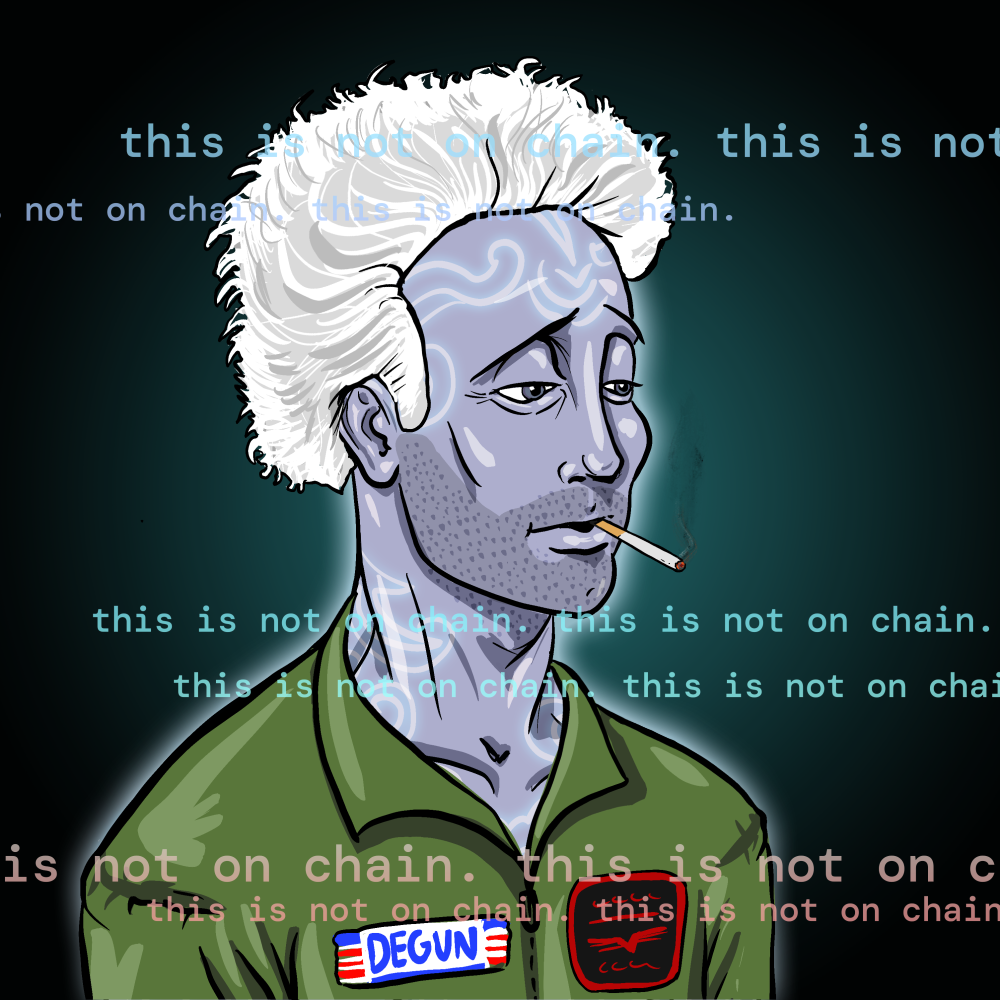 this is not on chain. this is not
not on chain. this is not on chain.
this is not on chain. this is not on chain.
this is not on chain. this is not on chai
is not on chain. this is not on c
this is not on chain. this is not on chain
DEGUN